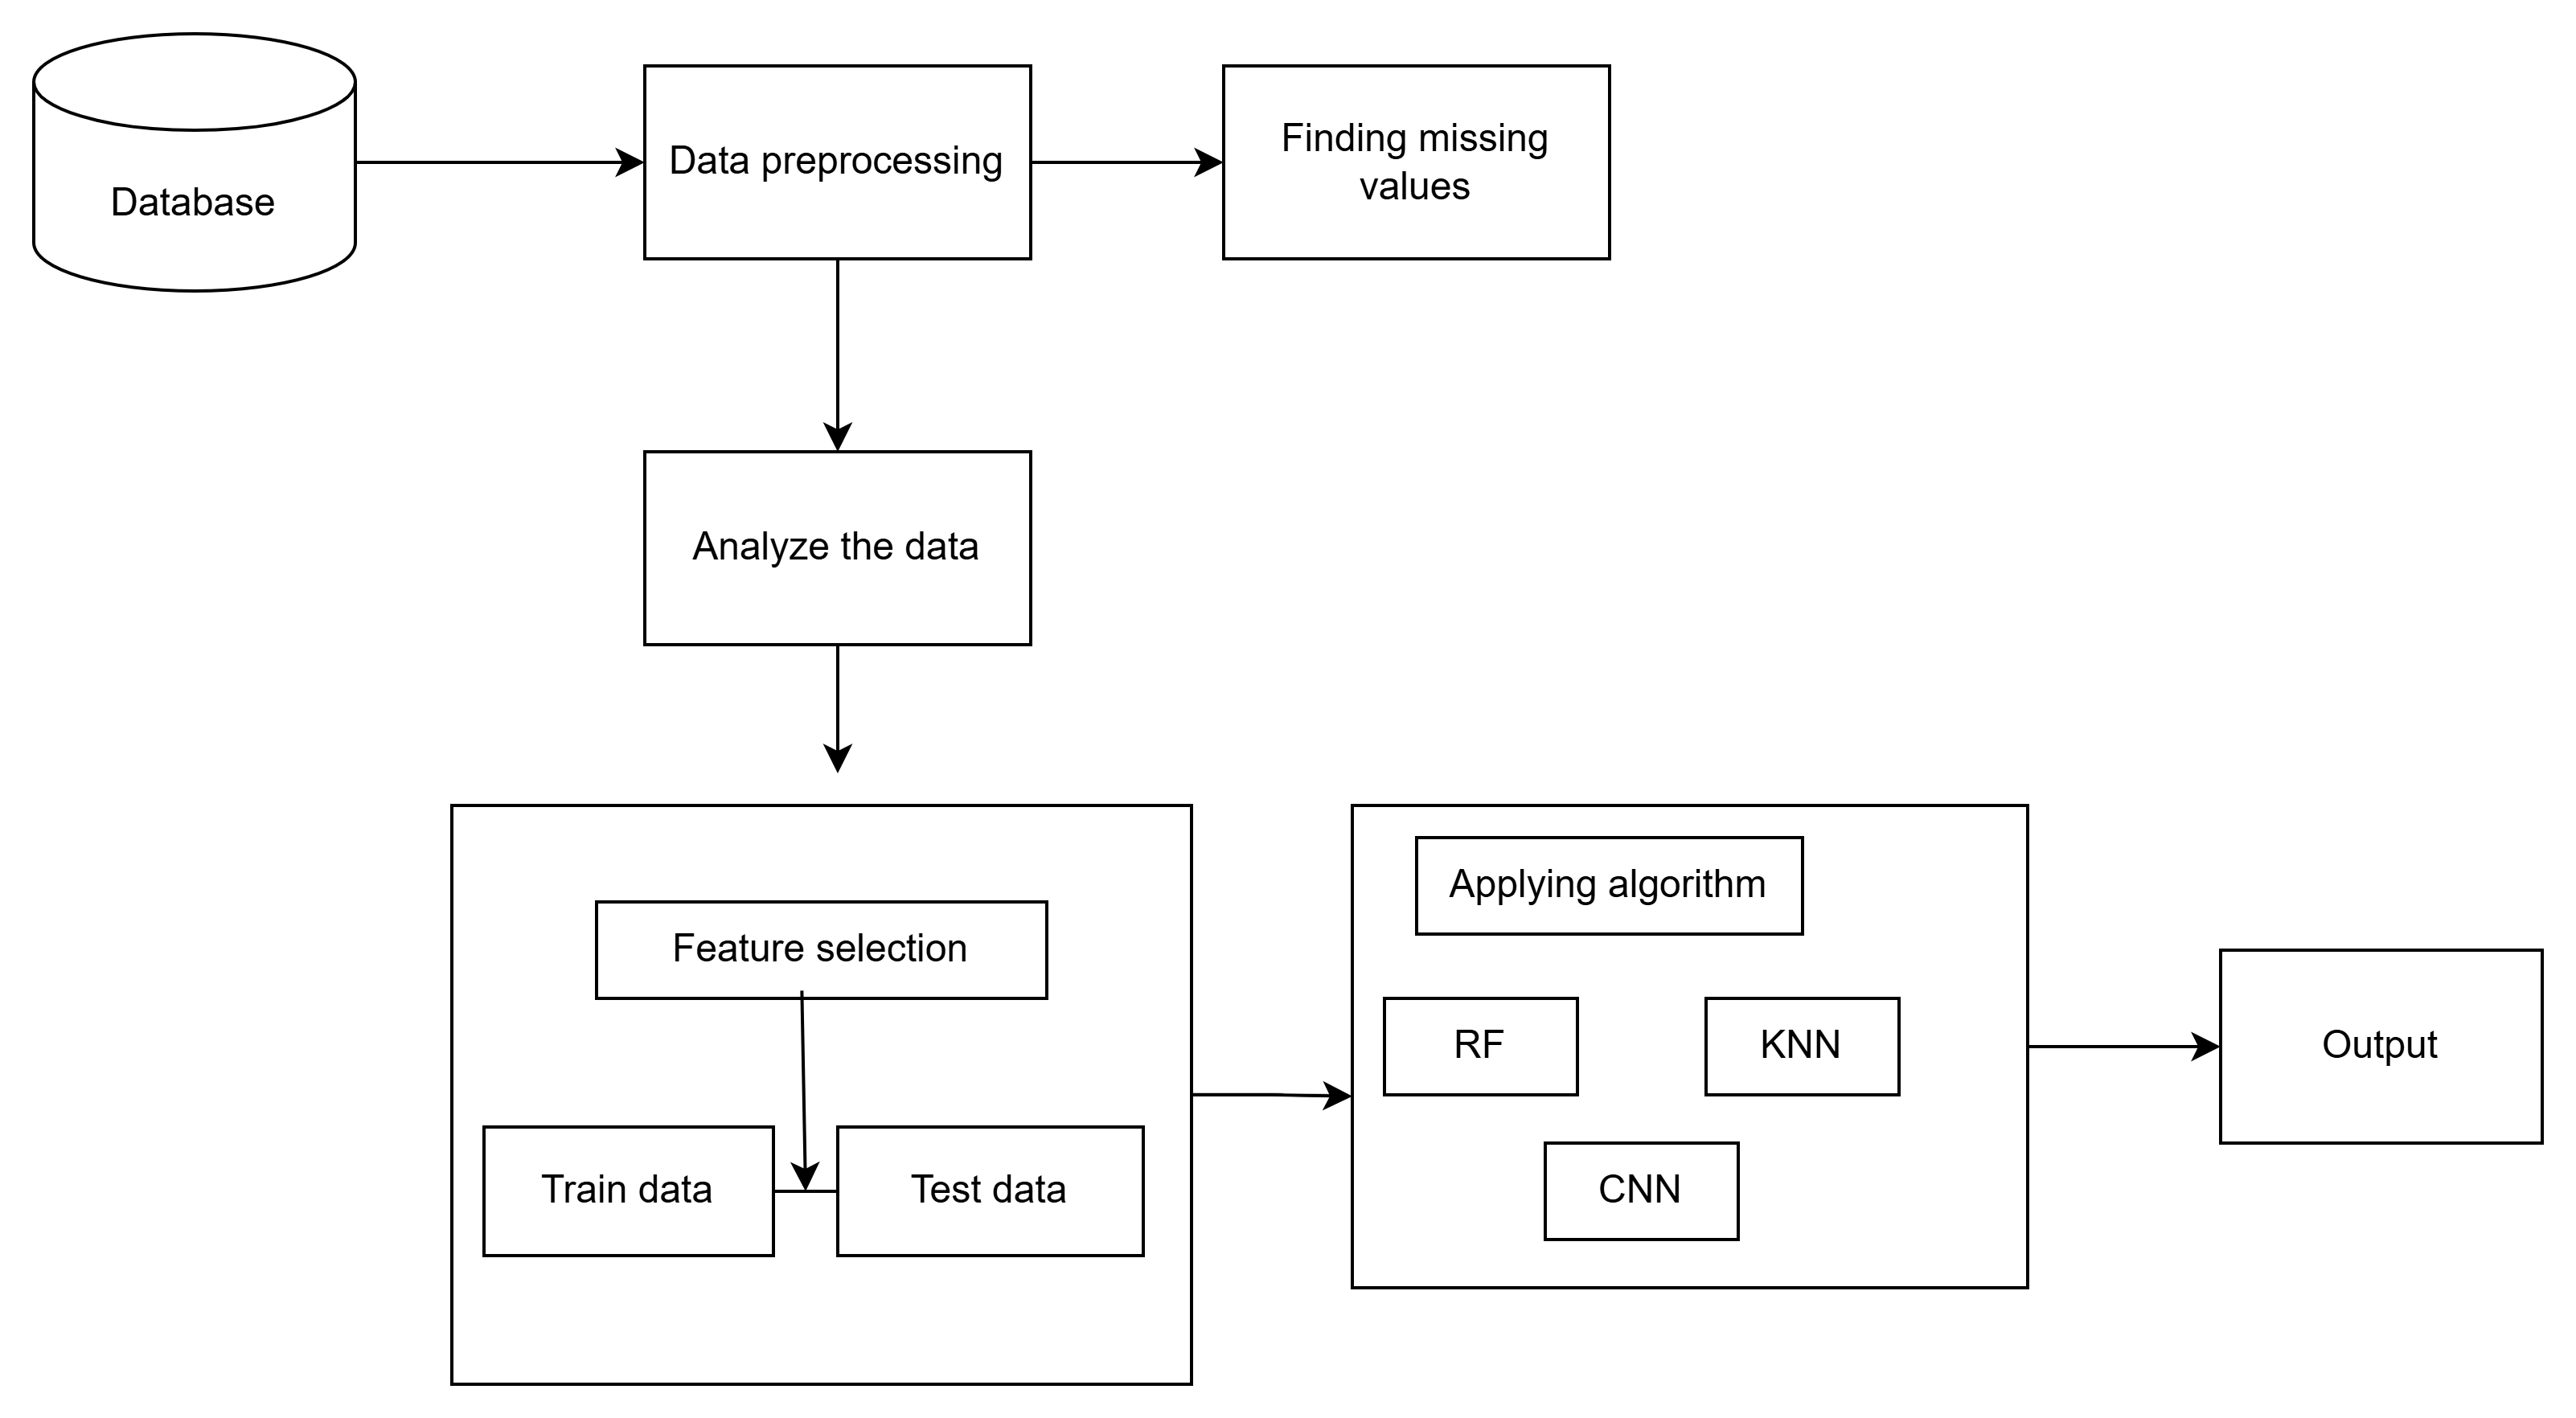 Database
Data preprocessing
Finding missing
values
Analyze the data
Feature selection
Train data
Test data
Applying algorithm
RF
KNN
CNN
Output